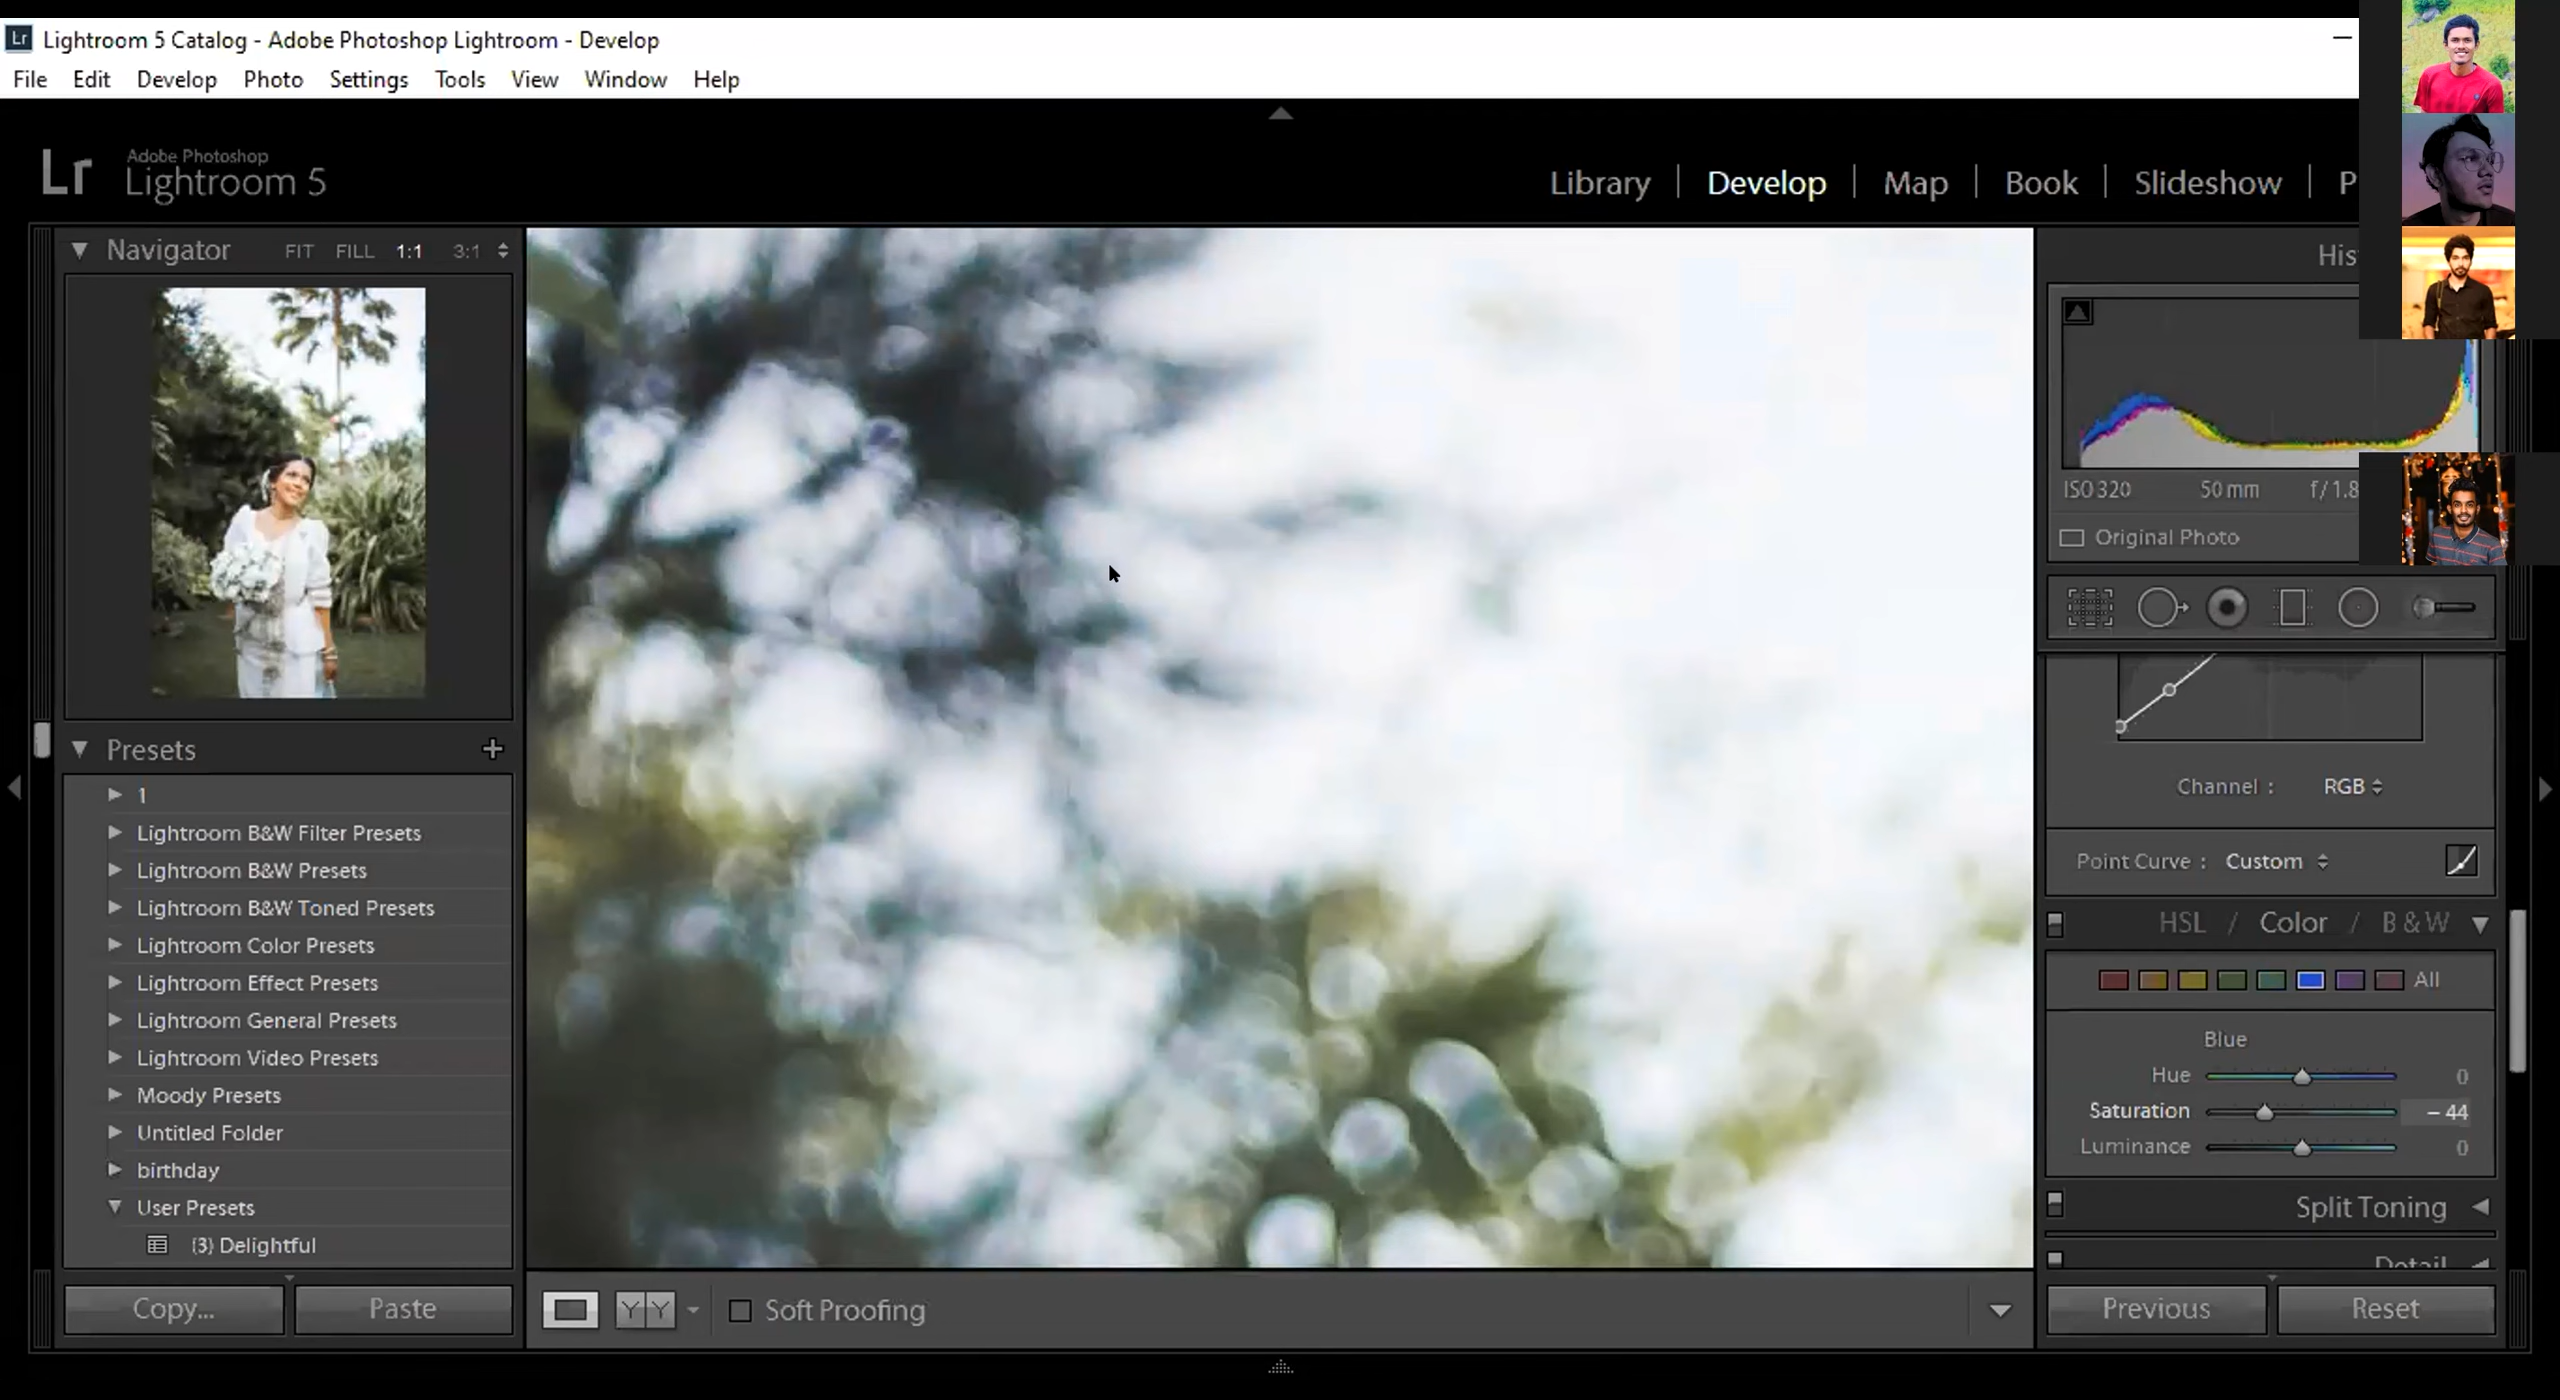 Lr Lightroom 5 Catalog - Adobe Photoshop Lightroom - Develop
File Edit Develop Photo Settings Tools View Window Help
Lr Adobe Photoshop
Lightroom 5
Library | Develop | Map | Book | Slideshow | P
Navigator FIT FILL 1:1 3:1
His
ISO 320 50 mm f/1.8
Original Photo
Presets +
1
Lightroom B&W Filter Presets
Lightroom B&W Presets
Lightroom B&W Toned Presets
Lightroom Color Presets
Lightroom Effect Presets
Lightroom General Presets
Lightroom Video Presets
Moody Presets
Untitled Folder
birthday
User Presets
(3) Delightful
Copy... Paste
YY Soft Proofing
Channel : RGB
Point Curve : Custom
HSL / Color / B & W
All
Blue
Hue 0
Saturation - 44
Luminance 0
Split Toning
Detail
Previous Reset